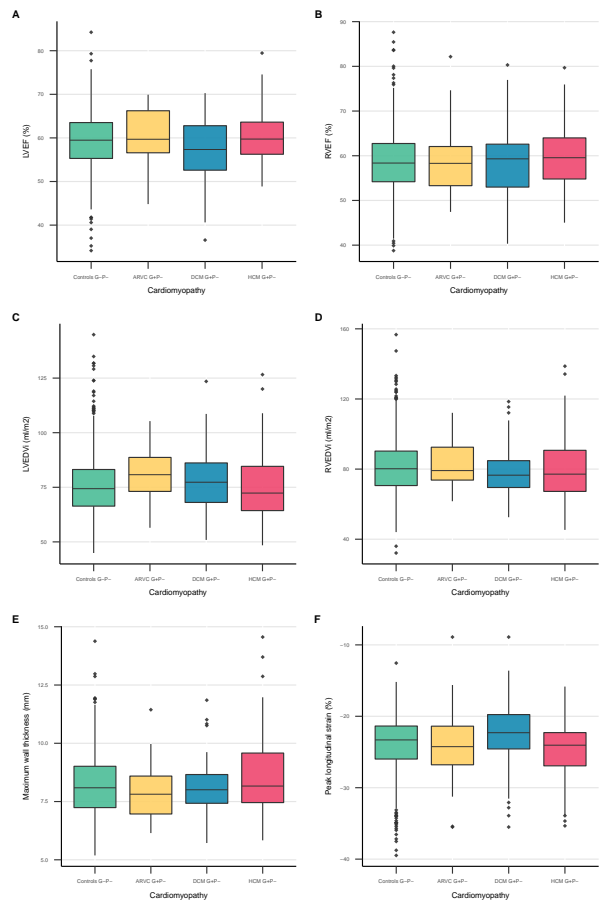 A
LVEF (%)
80
70
60
50
40
Controls G−P−
ARVC G+P−
DCM G+P−
HCM G+P−
Cardiomyopathy
B
RVEF (%)
90
80
70
60
50
40
Controls G−P−
ARVC G+P−
DCM G+P−
HCM G+P−
Cardiomyopathy
C
LVEDVi (ml/m2)
125
100
75
50
Controls G−P−
ARVC G+P−
DCM G+P−
HCM G+P−
Cardiomyopathy
D
RVEDVi (ml/m2)
160
120
80
40
Controls G−P−
ARVC G+P−
DCM G+P−
HCM G+P−
Cardiomyopathy
E
Maximum wall thickness (mm)
15.0
12.5
10.0
7.5
5.0
Controls G−P−
ARVC G+P−
DCM G+P−
HCM G+P−
Cardiomyopathy
F
Peak longitudinal strain (%)
−10
−20
−30
−40
Controls G−P−
ARVC G+P−
DCM G+P−
HCM G+P−
Cardiomyopathy